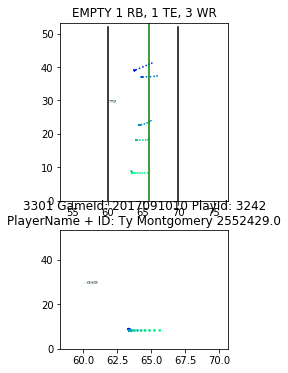 EMPTY 1 RB, 1 TE, 3 WR
50
40
30
20
10
0
55 60 65 70 75
3301 GameId: 2017091010 PlayId: 3242
PlayerName + ID: Ty Montgomery 2552429.0
40
20
0
60.0 62.5 65.0 67.5 70.0